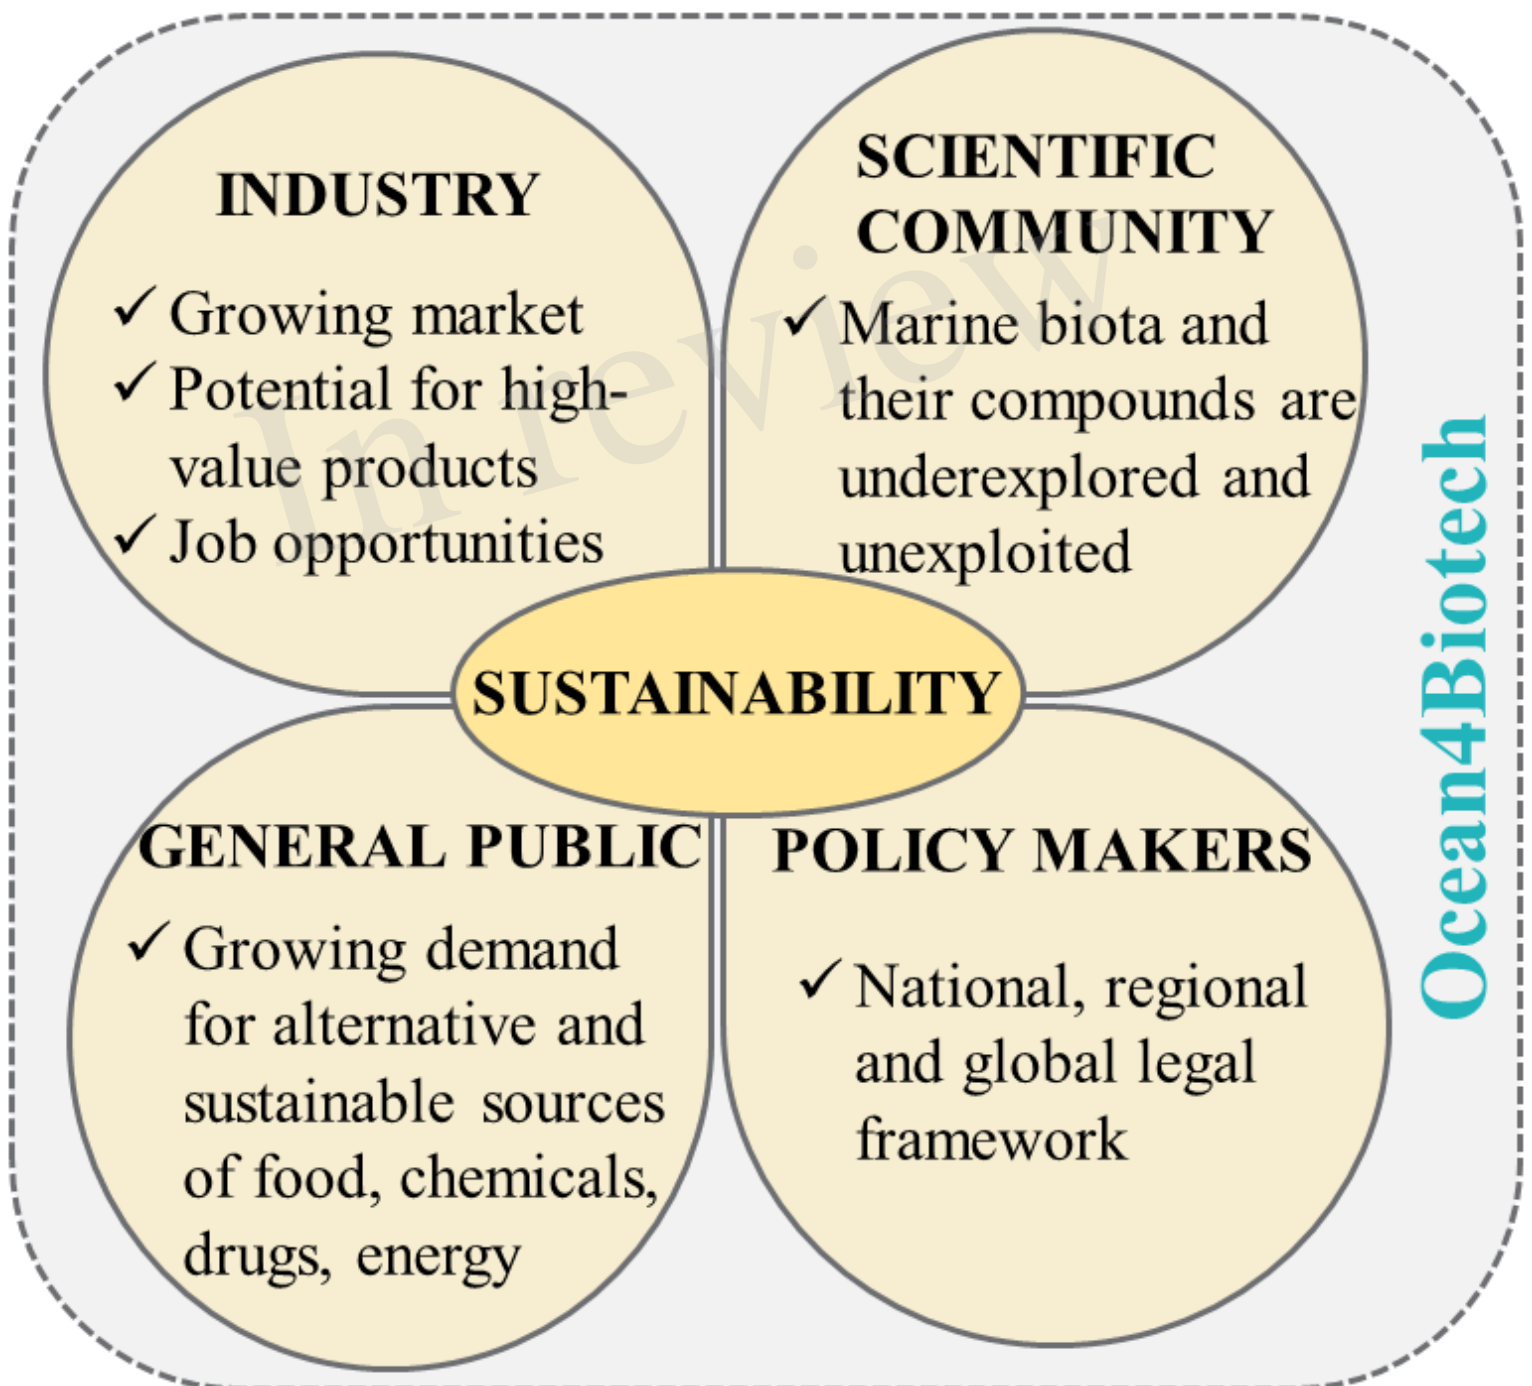 INDUSTRY
✓ Growing market
✓ Potential for high-
value products
✓ Job opportunities
SCIENTIFIC
COMMUNITY
✓ Marine biota and
their compounds are
underexplored and
unexploited
SUSTAINABILITY
GENERAL PUBLIC
✓ Growing demand
for alternative and
sustainable sources
of food, chemicals,
drugs, energy
POLICY MAKERS
✓ National, regional
and global legal
framework
Ocean4Biotech
In review